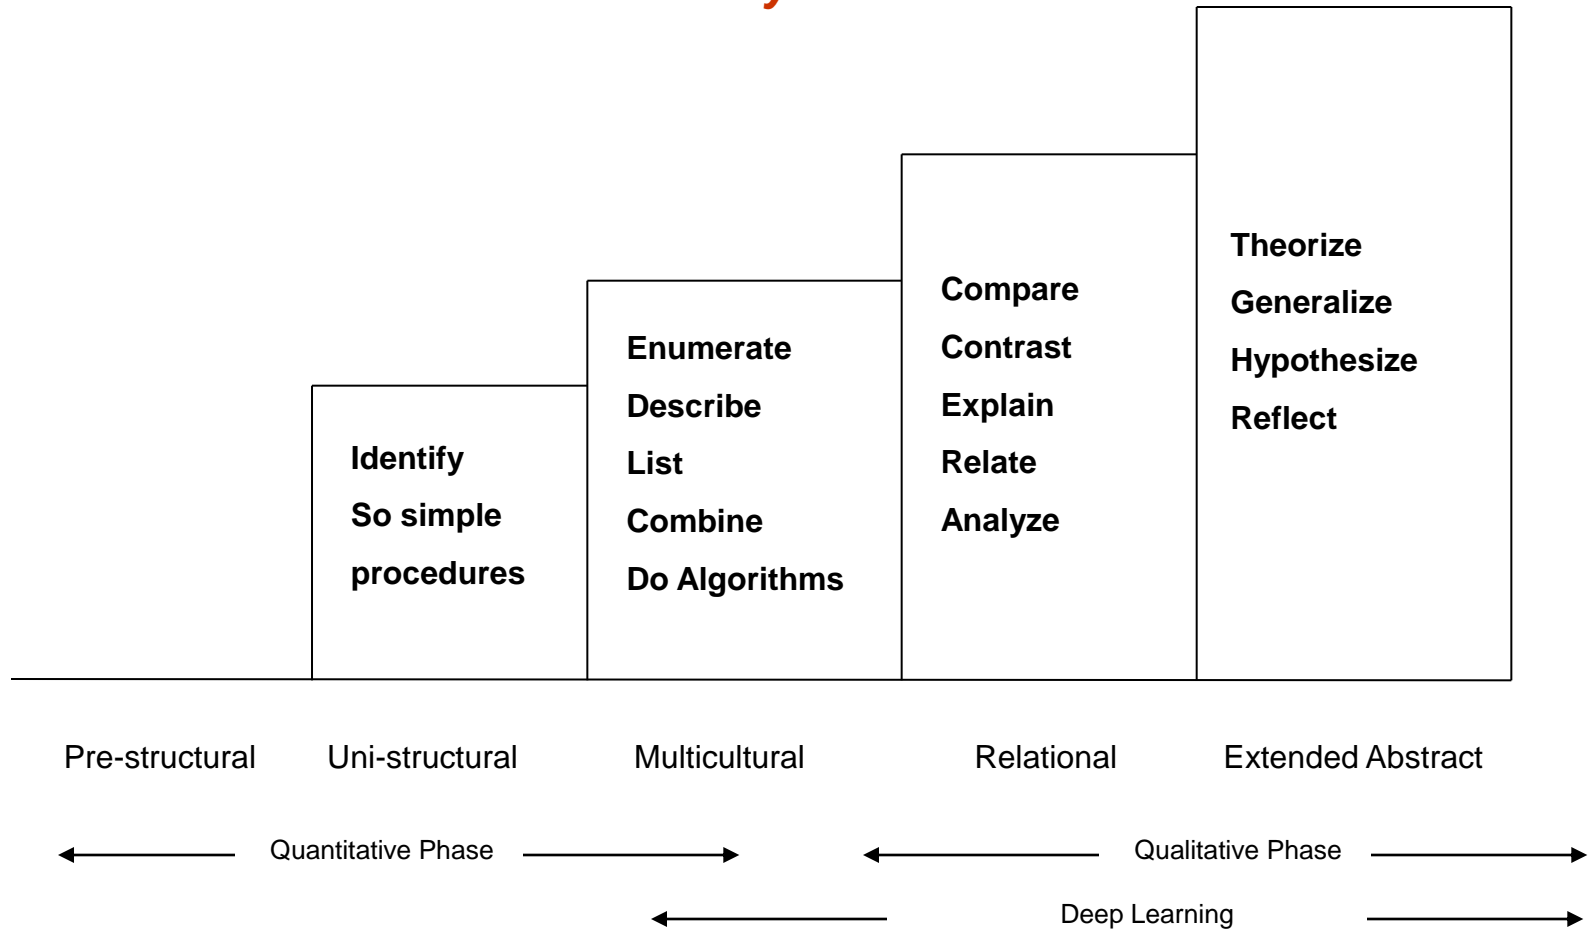 Identify
So simple
procedures
Enumerate
Describe
List
Combine
Do Algorithms
Compare
Contrast
Explain
Relate
Analyze
Theorize
Generalize
Hypothesize
Reflect
Pre-structural Uni-structural Multicultural Relational Extended Abstract
Quantitative Phase Qualitative Phase
Deep Learning